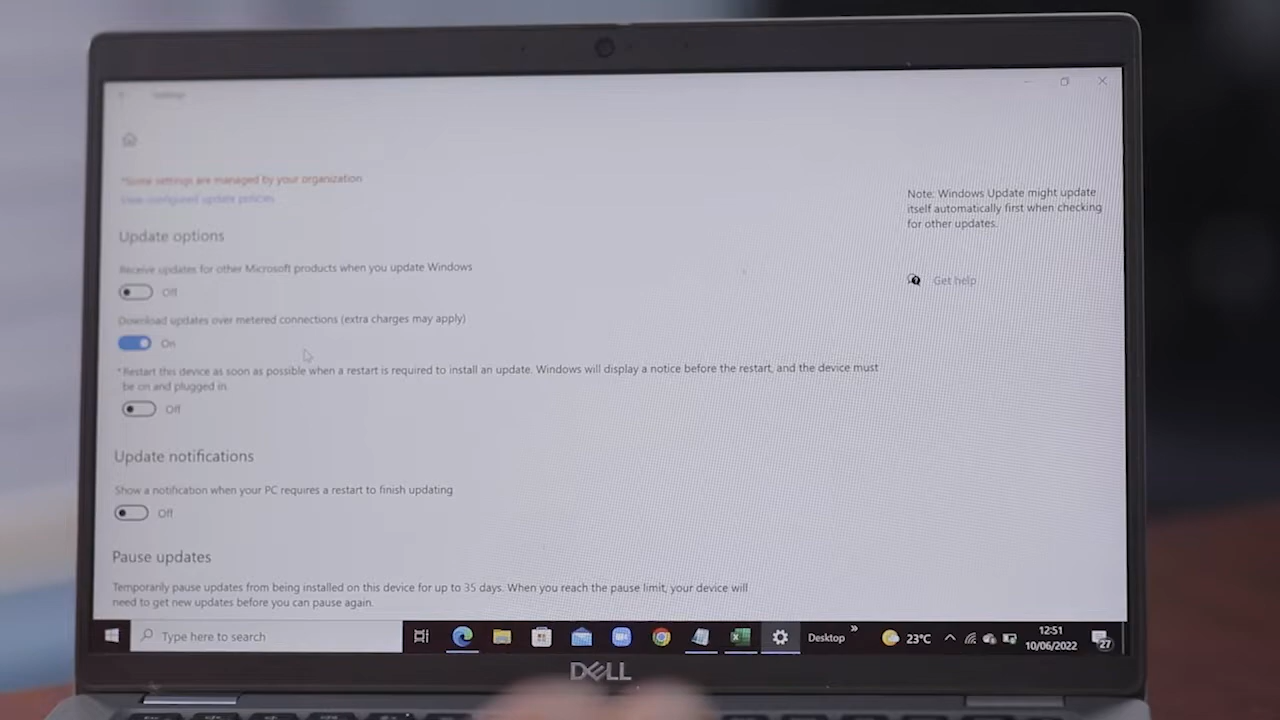 Settings
*Some settings are managed by your organization
View configured update policies
Note: Windows Update might update
itself automatically first when checking
for other updates.
Get help
Update options
Receive updates for other Microsoft products when you update Windows
Off
Download updates over metered connections (extra charges may apply)
On
*Restart this device as soon as possible when a restart is required to install an update. Windows will display a notice before the restart, and the device must
be on and plugged in.
Off
Update notifications
Show a notification when your PC requires a restart to finish updating
Off
Pause updates
Temporarily pause updates from being installed on this device for up to 35 days. When you reach the pause limit, your device will
need to get new updates before you can pause again.
Type here to search
Desktop
23°C
12:51
10/06/2022
27
DELL